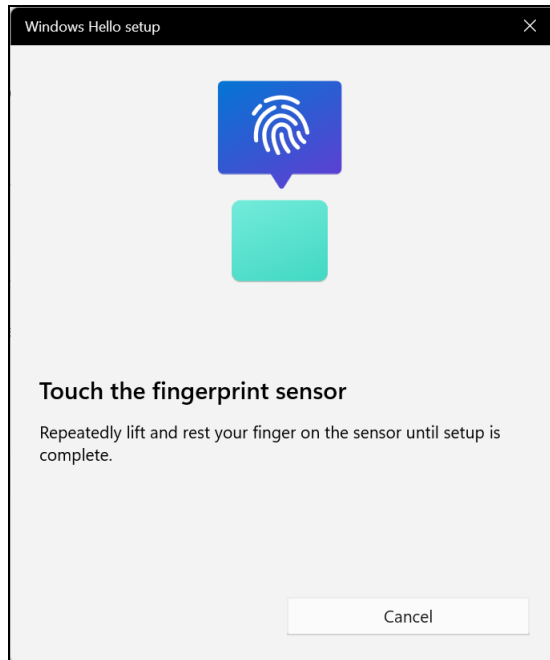 Windows Hello setup
Touch the fingerprint sensor
Repeatedly lift and rest your finger on the sensor until setup is
complete.
Cancel